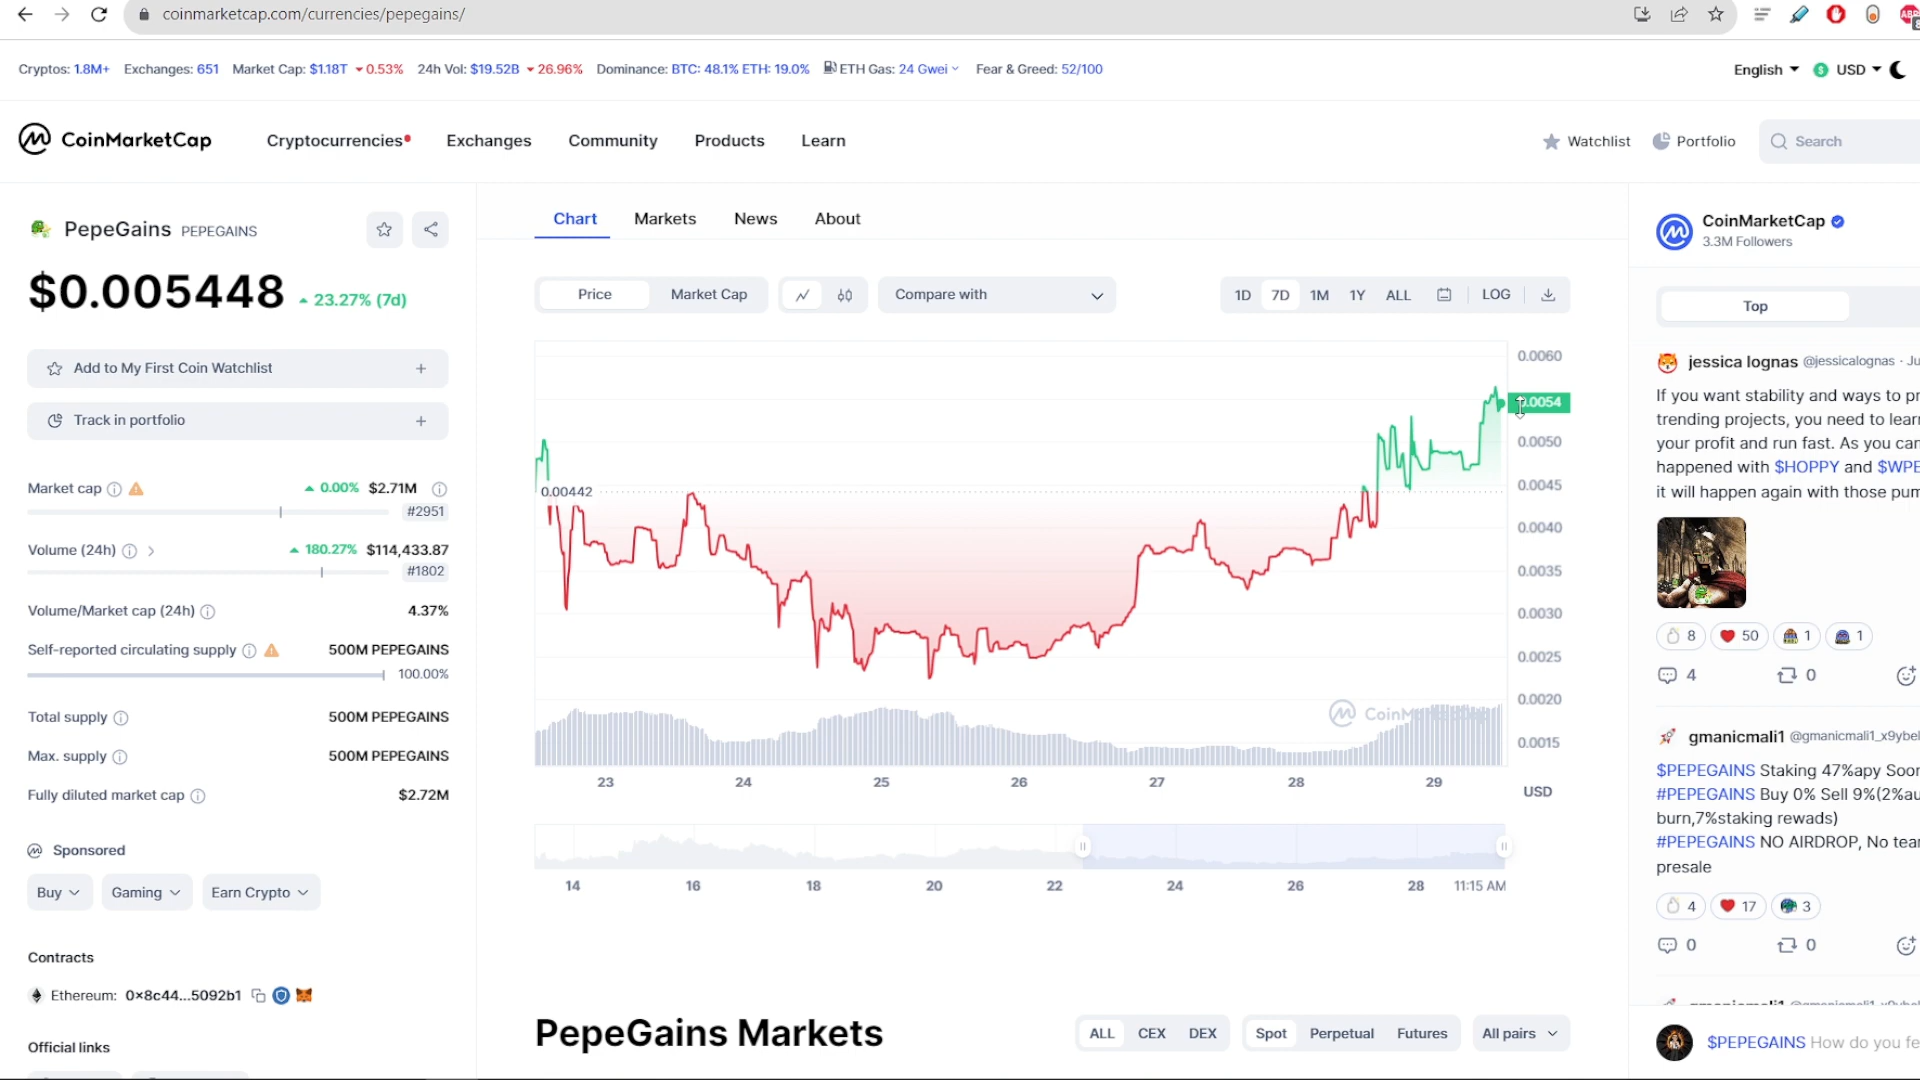 coinmarketcap.com/currencies/pepegains/
Cryptos: 1.8M+ Exchanges: 651 Market Cap: $1.18T 0.53% 24h Vol: $19.52B 26.96% Dominance: BTC: 48.1% ETH: 19.0% ETH Gas: 24 Gwei Fear & Greed: 52/100
English USD
CoinMarketCap Cryptocurrencies Exchanges Community Products Learn Watchlist Portfolio Search
PepeGains PEPEGAINS
$0.005448 23.27% (7d)
Add to My First Coin Watchlist +
Track in portfolio +
Market cap 0.00% $2.71M
#2951
Volume (24h) 180.27% $114,433.87
#1802
Volume/Market cap (24h) 4.37%
Self-reported circulating supply 500M PEPEGAINS
100.00%
Total supply 500M PEPEGAINS
Max. supply 500M PEPEGAINS
Fully diluted market cap $2.72M
Sponsored
Buy Gaming Earn Crypto
Contracts
Ethereum: 0x8c44...5092b1
Official links
Chart Markets News About
Price Market Cap Compare with 1D 7D 1M 1Y ALL LOG
0.0060
0.0054
0.0050
0.00442
0.0045
0.0040
0.0035
0.0030
0.0025
0.0020
0.0015
23 24 25 26 27 28 29
USD
14 16 18 20 22 24 26 28 11:15 AM
PepeGains Markets
ALL CEX DEX Spot Perpetual Futures All pairs
CoinMarketCap
3.3M Followers
Top
jessica lognas @jessicalognas · Ju
If you want stability and ways to pr
trending projects, you need to lear
your profit and run fast. As you can
happened with $HOPPY and $WPE
it will happen again with those pum
8 50 1 1
4 0
gmanicmali1 @gmanicmali1_x9ybel
$PEPEGAINS Staking 47%apy Soor
#PEPEGAINS Buy 0% Sell 9%(2%au
burn,7%staking rewads)
#PEPEGAINS NO AIRDROP, No tear
presale
4 17 3
0 0
$PEPEGAINS How do you fe